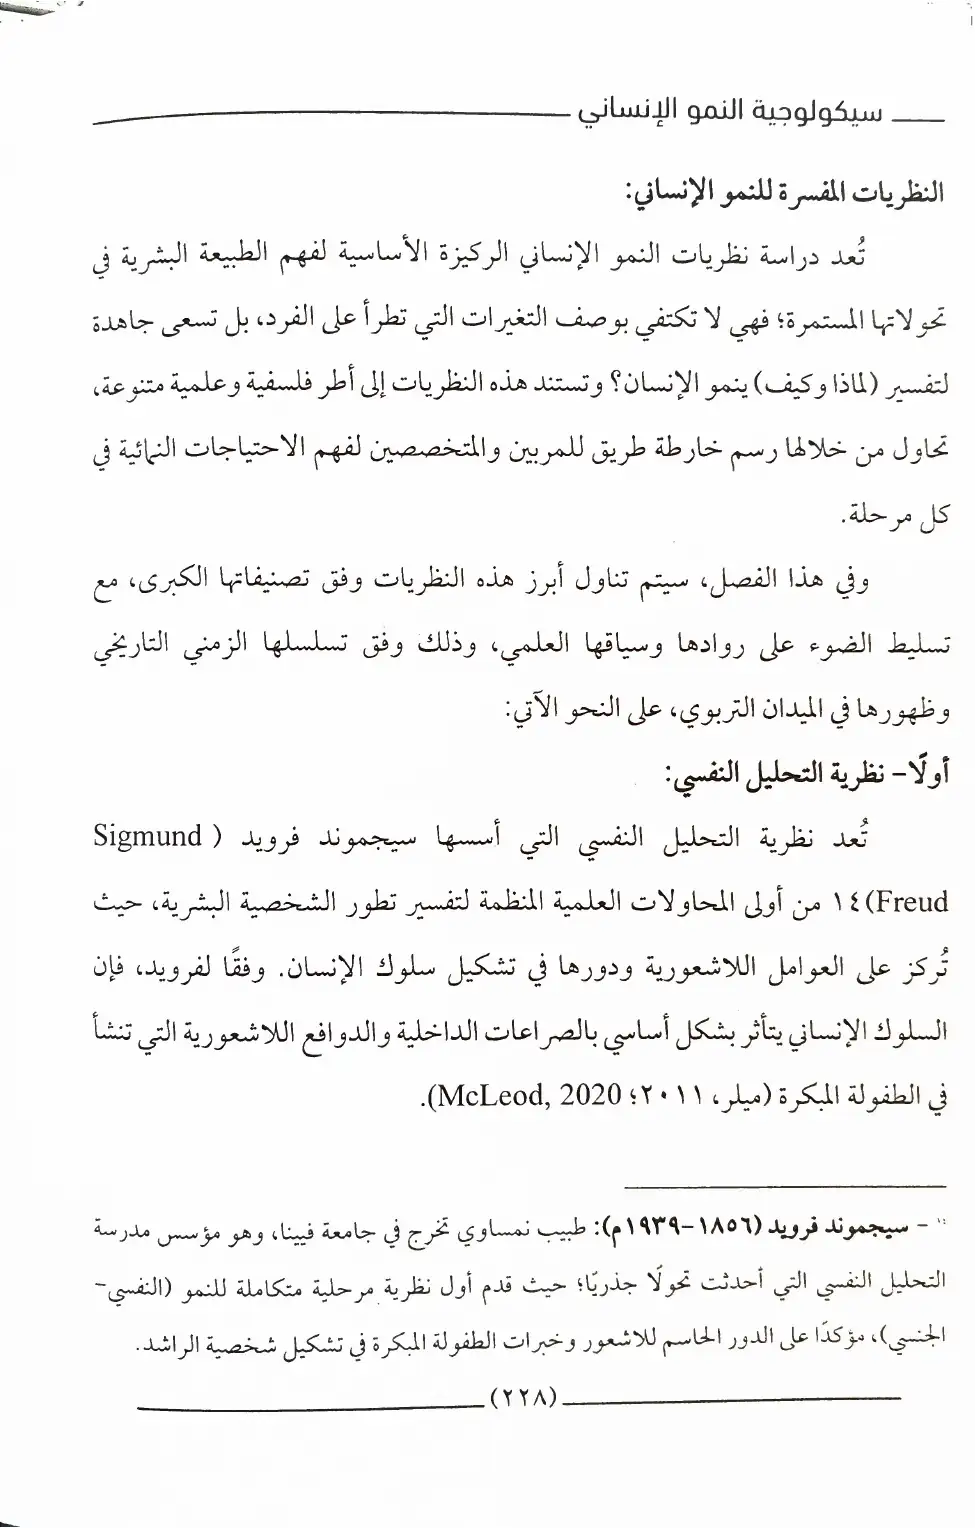 سيكولوجية النمو الإنساني
النظريات المفسرة للنمو الإنساني:
تُعد دراسة نظريات النمو الإنساني الركيزة الأساسية لفهم الطبيعة البشرية في
تحولاتها المستمرة؛ فهي لا تكتفي بوصف التغيرات التي تطرأ على الفرد، بل تسعى جاهدة
لتفسير (لماذا وكيف) ينمو الإنسان؟ وتستند هذه النظريات إلى أطر فلسفية وعلمية متنوعة،
تحاول من خلالها رسم خارطة طريق للمربين والمتخصصين لفهم الاحتياجات النمائية في
كل مرحلة.
وفي هذا الفصل، سيتم تناول أبرز هذه النظريات وفق تصنيفاتها الكبرى، مع
تسليط الضوء على روادها وسياقها العلمي، وذلك وفق تسلسلها الزمني التاريخي
وظهورها في الميدان التربوي، على النحو الآتي:
أولًا- نظرية التحليل النفسي:
تُعد نظرية التحليل النفسي التي أسسها سيجموند فرويد (Sigmund
Freud)١٤ من أولى المحاولات العلمية المنظمة لتفسير تطور الشخصية البشرية، حيث
تُركز على العوامل اللاشعورية ودورها في تشكيل سلوك الإنسان. وفقًا لفرويد، فإن
السلوك الإنساني يتأثر بشكل أساسي بالصراعات الداخلية والدوافع اللاشعورية التي تنشأ
في الطفولة المبكرة (ميلر، ٢٠١١؛ McLeod, 2020).
١٤ - سيجموند فرويد (١٨٥٦-١٩٣٩م): طبيب نمساوي تخرج في جامعة فيينا، وهو مؤسس مدرسة
التحليل النفسي التي أحدثت تحولًا جذريًا؛ حيث قدم أول نظرية مرحلية متكاملة للنمو (النفسي-
الجنسي)، مؤكدًا على الدور الحاسم للاشعور وخبرات الطفولة المبكرة في تشكيل شخصية الراشد.
(٢٢٨)